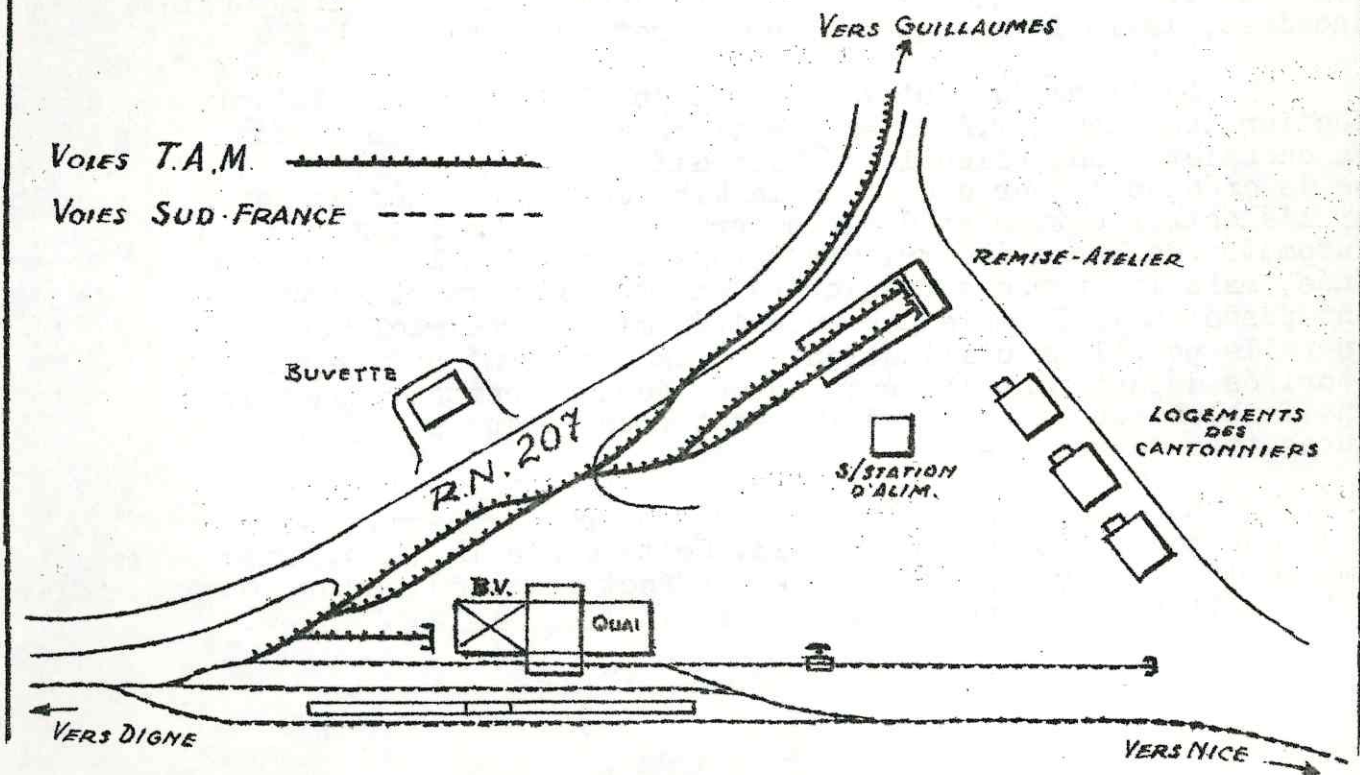 VERS GUILLAUMES
VOIES T.A.M.
VOIES SUD-FRANCE
REMISE-ATELIER
BUVETTE
LOGEMENTS
DES
CANTONNIERS
R.N. 207
S/STATION
D'ALIM.
B.V.
QUAI
VERS DIGNE
VERS NICE